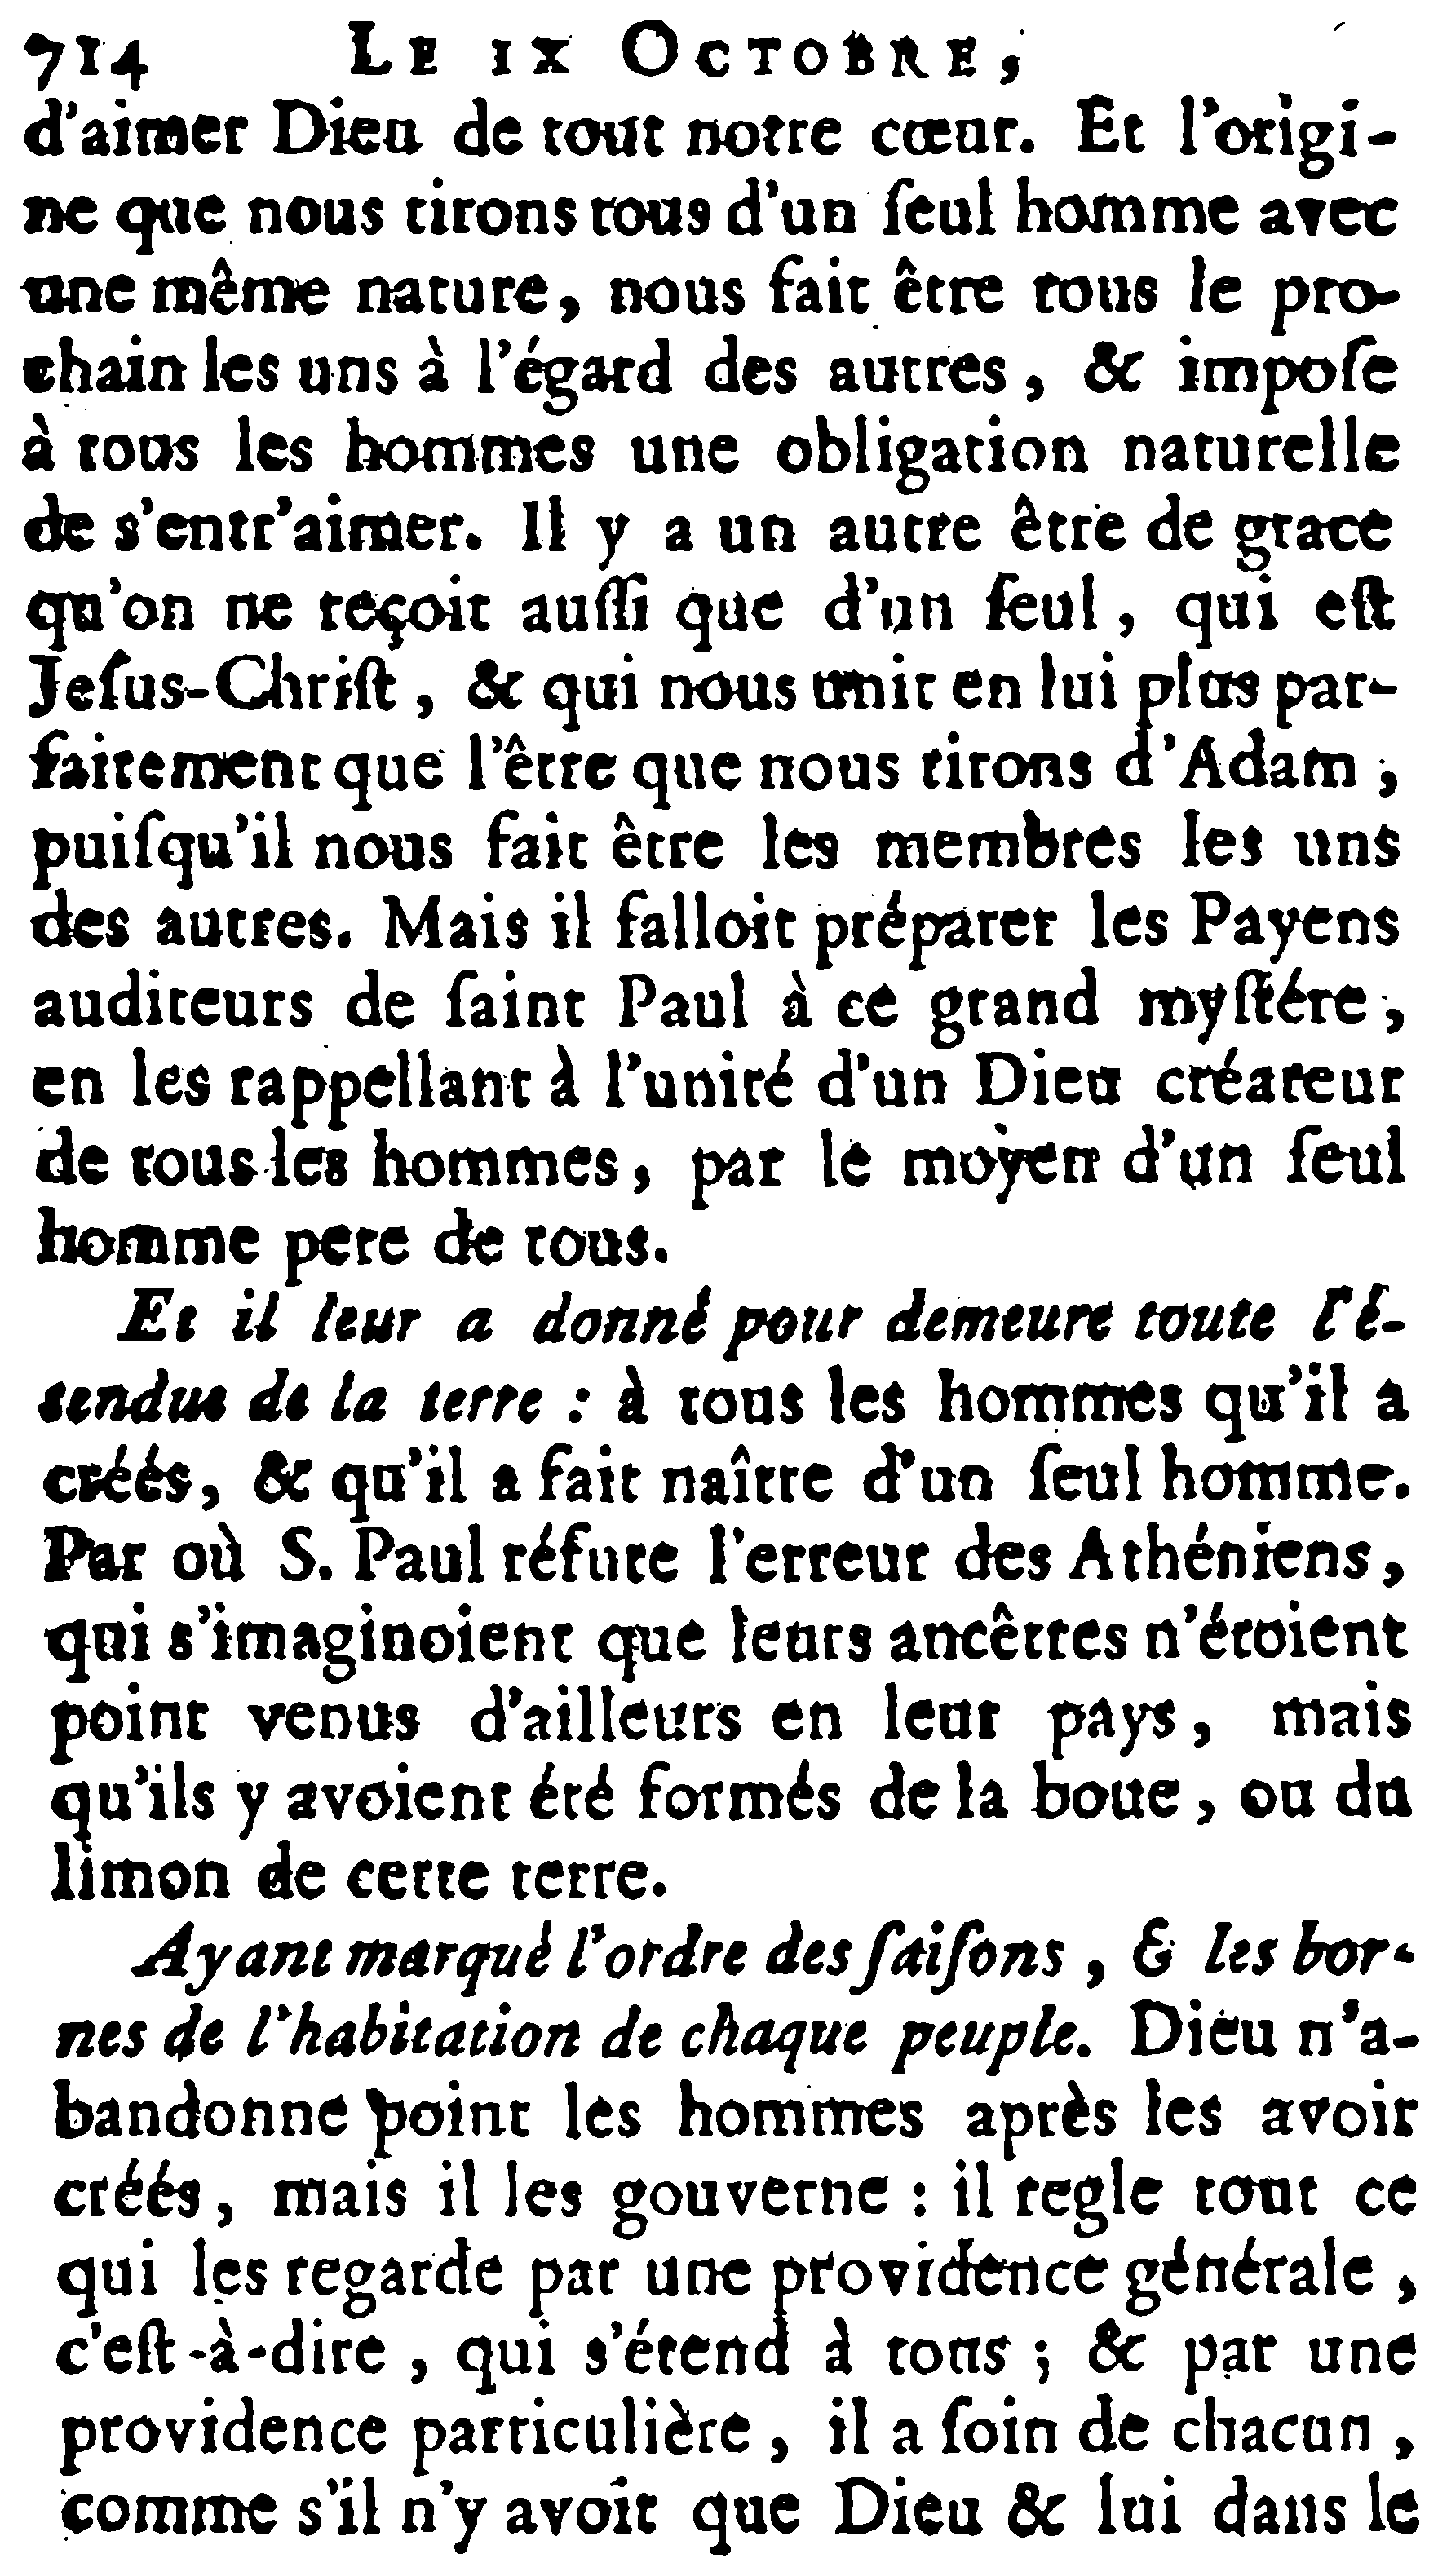 714 LE IX OCTOBRE,
d'aimer Dieu de tout notre cœur. Et l'origi-
ne que nous tirons tous d'un ſeul homme avec
une même nature, nous fait être tous le pro-
chain les uns à l'égard des autres, & impoſe
à tous les hommes une obligation naturelle
de s'entr'aimer. Il y a un autre être de grace
qu'on ne reçoit auſſi que d'un ſeul, qui eſt
Jeſus-Chriſt, & qui nous unit en lui plus par-
faitement que l'être que nous tirons d'Adam,
puiſqu'il nous fait être les membres les uns
des autres. Mais il falloit préparer les Payens
auditeurs de ſaint Paul à ce grand myſtére,
en les rappellant à l'unité d'un Dieu créateur
de tous les hommes, par le moyen d'un ſeul
homme pere de tous.
Et il leur a donné pour demeure toute l'é-
tendue de la terre : à tous les hommes qu'il a
créés, & qu'il a fait naître d'un ſeul homme.
Par où S. Paul réfute l'erreur des Athéniens,
qui s'imaginoient que leurs ancêtres n'étoient
point venus d'ailleurs en leur pays, mais
qu'ils y avoient été formés de la boue, ou du
limon de cette terre.
Ayant marqué l'ordre des ſaiſons, & les bor-
nes de l'habitation de chaque peuple. Dieu n'a-
bandonne point les hommes après les avoir
créés, mais il les gouverne : il regle tout ce
qui les regarde par une providence générale,
c'eſt-à-dire, qui s'étend à tous ; & par une
providence particulière, il a ſoin de chacun,
comme s'il n'y avoit que Dieu & lui dans le